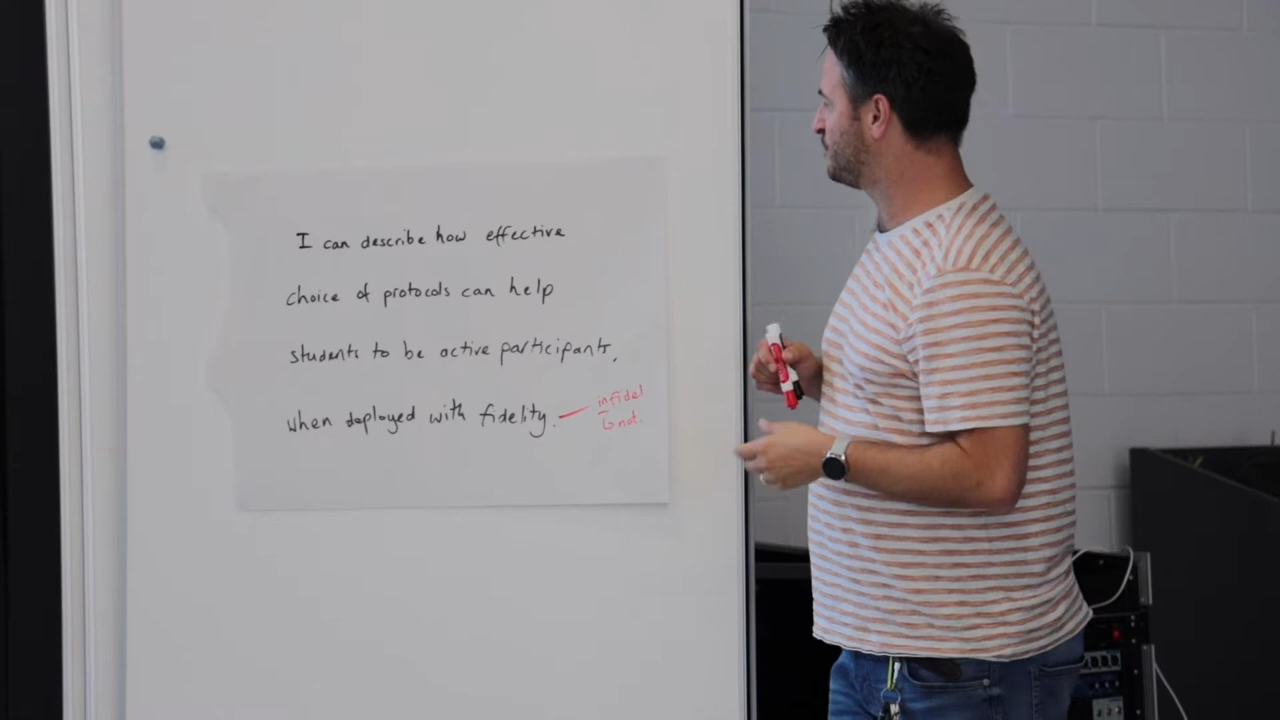 I can describe how effective
choice of protocols can help
students to be active participants,
when deployed with fidelity.
infidel
↳ not.